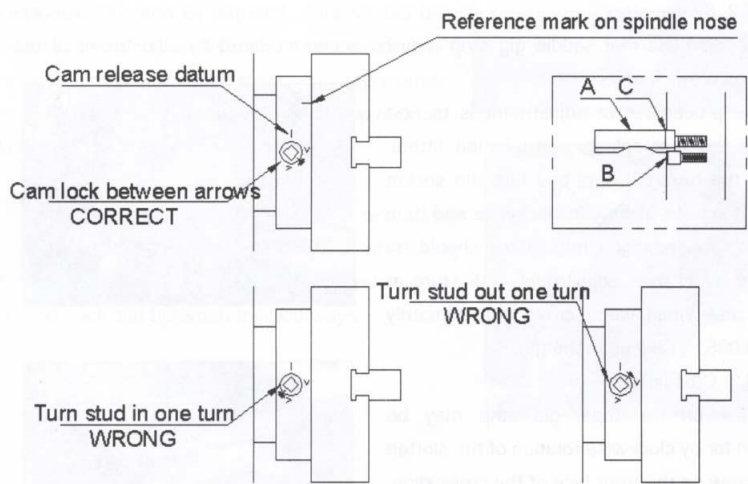 Reference mark on spindle nose
Cam release datum
A C
B
Cam lock between arrows
CORRECT
Turn stud out one turn
WRONG
Turn stud in one turn
WRONG